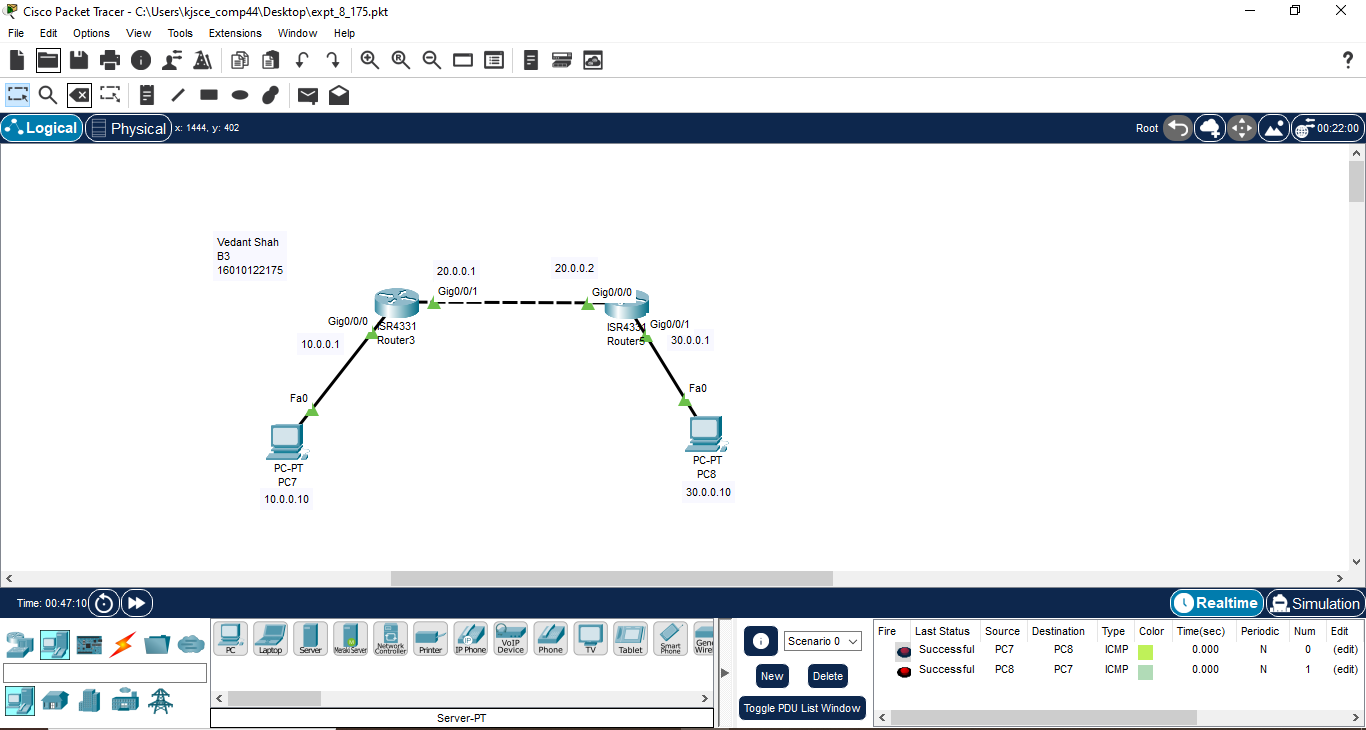 Cisco Packet Tracer - C:\Users\kjsce_comp44\Desktop\expt_8_175.pkt
File Edit Options View Tools Extensions Window Help
?
Logical Physical x: 1444, y: 402 Root 00:22:00
Vedant Shah
B3
16010122175
20.0.0.1 20.0.0.2
Gig0/0/1 Gig0/0/0
Gig0/0/0 ISR4331 ISR4331 Gig0/0/1
10.0.0.1 Router3 Router5 30.0.0.1
Fa0 Fa0
PC-PT PC-PT
PC7 PC8
10.0.0.10 30.0.0.10
Time: 00:47:10 Realtime Simulation
PC Laptop Server Meraki Server Network Controller Printer IP Phone VoIP Device Phone TV Tablet Smart Phone Gene Wire
Server-PT
Scenario 0
New Delete
Toggle PDU List Window
Fire Last Status Source Destination Type Color Time(sec) Periodic Num Edit
Successful PC7 PC8 ICMP 0.000 N 0 (edit)
Successful PC8 PC7 ICMP 0.000 N 1 (edit)